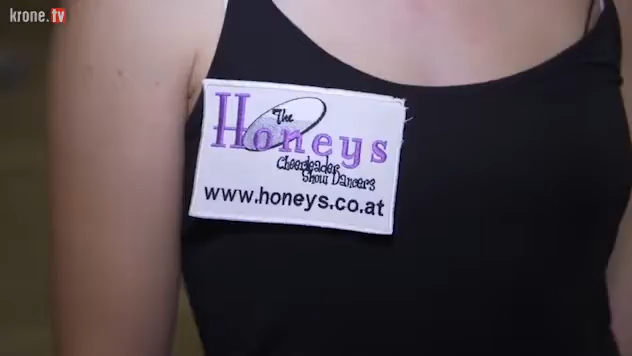 krone.tv
The
Honeys
Cheerleader
Show Dancers
www.honeys.co.at